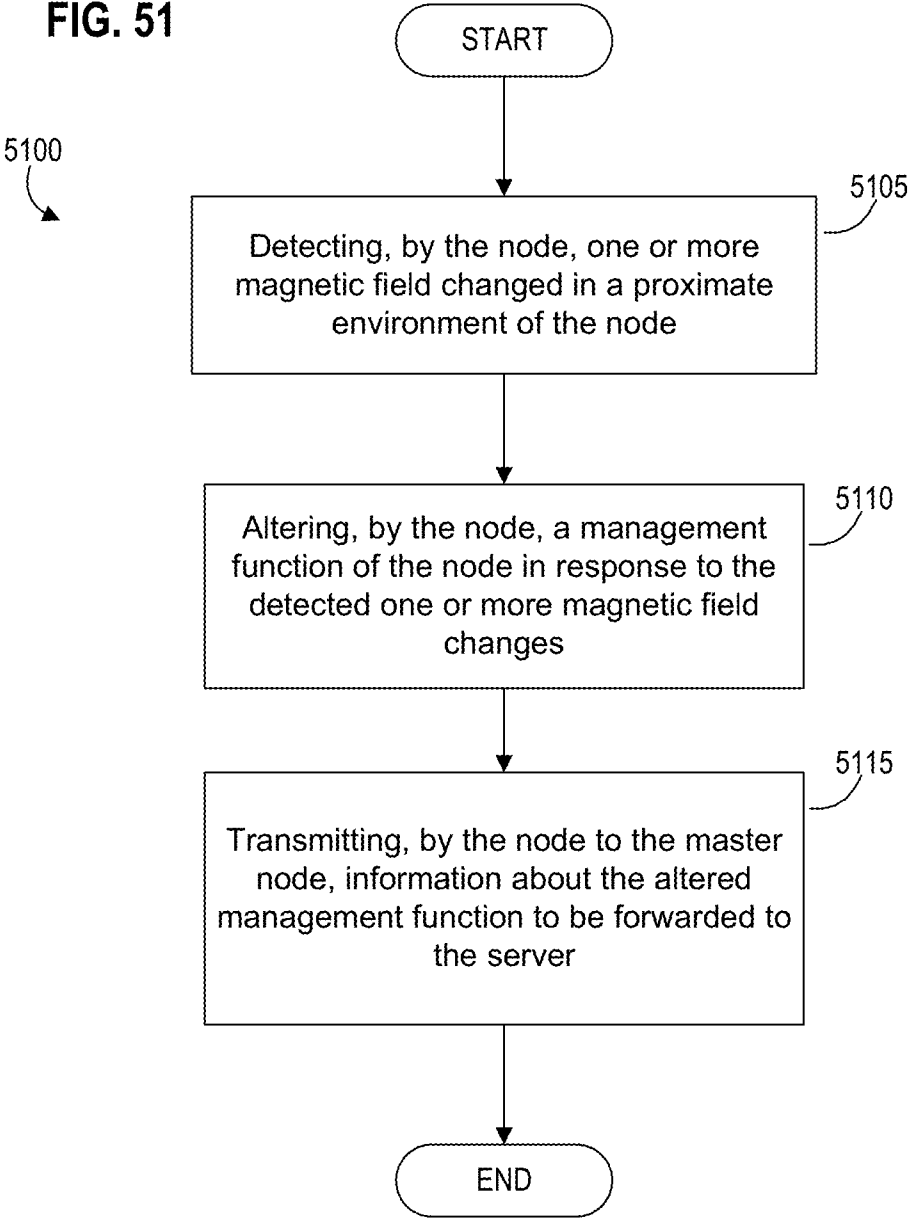 FIG. 51
START
5100
5105
Detecting, by the node, one or more
magnetic field changed in a proximate
environment of the node
5110
Altering, by the node, a management
function of the node in response to the
detected one or more magnetic field
changes
5115
Transmitting, by the node to the master
node, information about the altered
management function to be forwarded to
the server
END